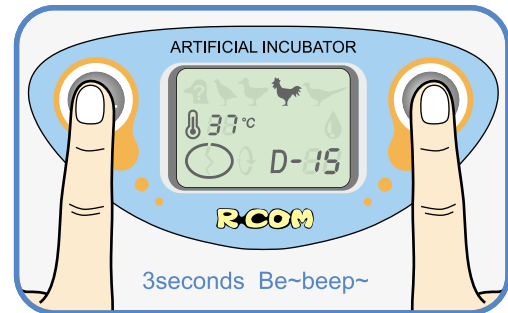 ARTIFICIAL INCUBATOR
37°C
D-15
R-COM
3seconds Be~beep~